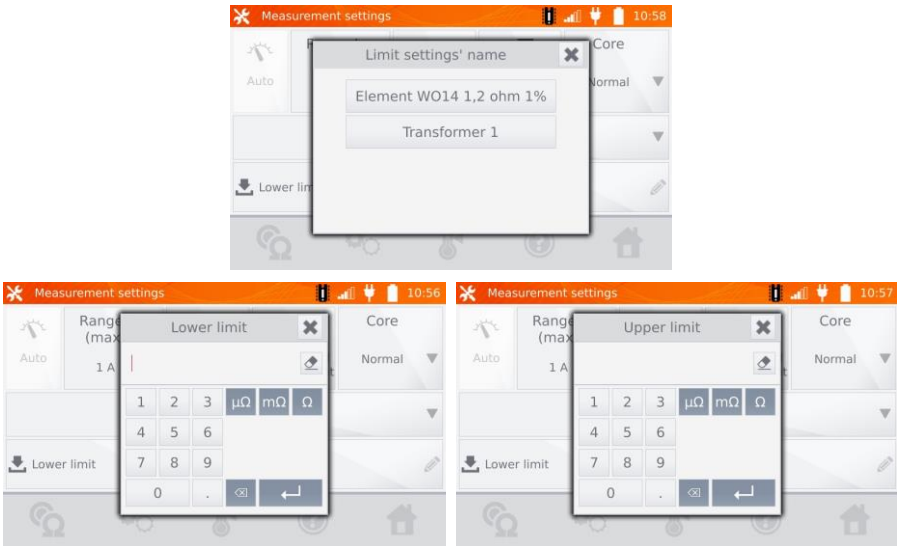 Measurement settings 10:58
Limit settings' name
Core
Auto
Element WO14 1,2 ohm 1%
Normal
Transformer 1
Lower lim
Measurement settings 10:56
Range
(max
Lower limit
Core
Auto
1 A
Normal
1 2 3 µΩ mΩ Ω
4 5 6
Lower limit
7 8 9
0 .
Measurement settings 10:57
Range
(max
Upper limit
Core
Auto
1 A
Normal
1 2 3 µΩ mΩ Ω
4 5 6
Lower limit
7 8 9
0 .